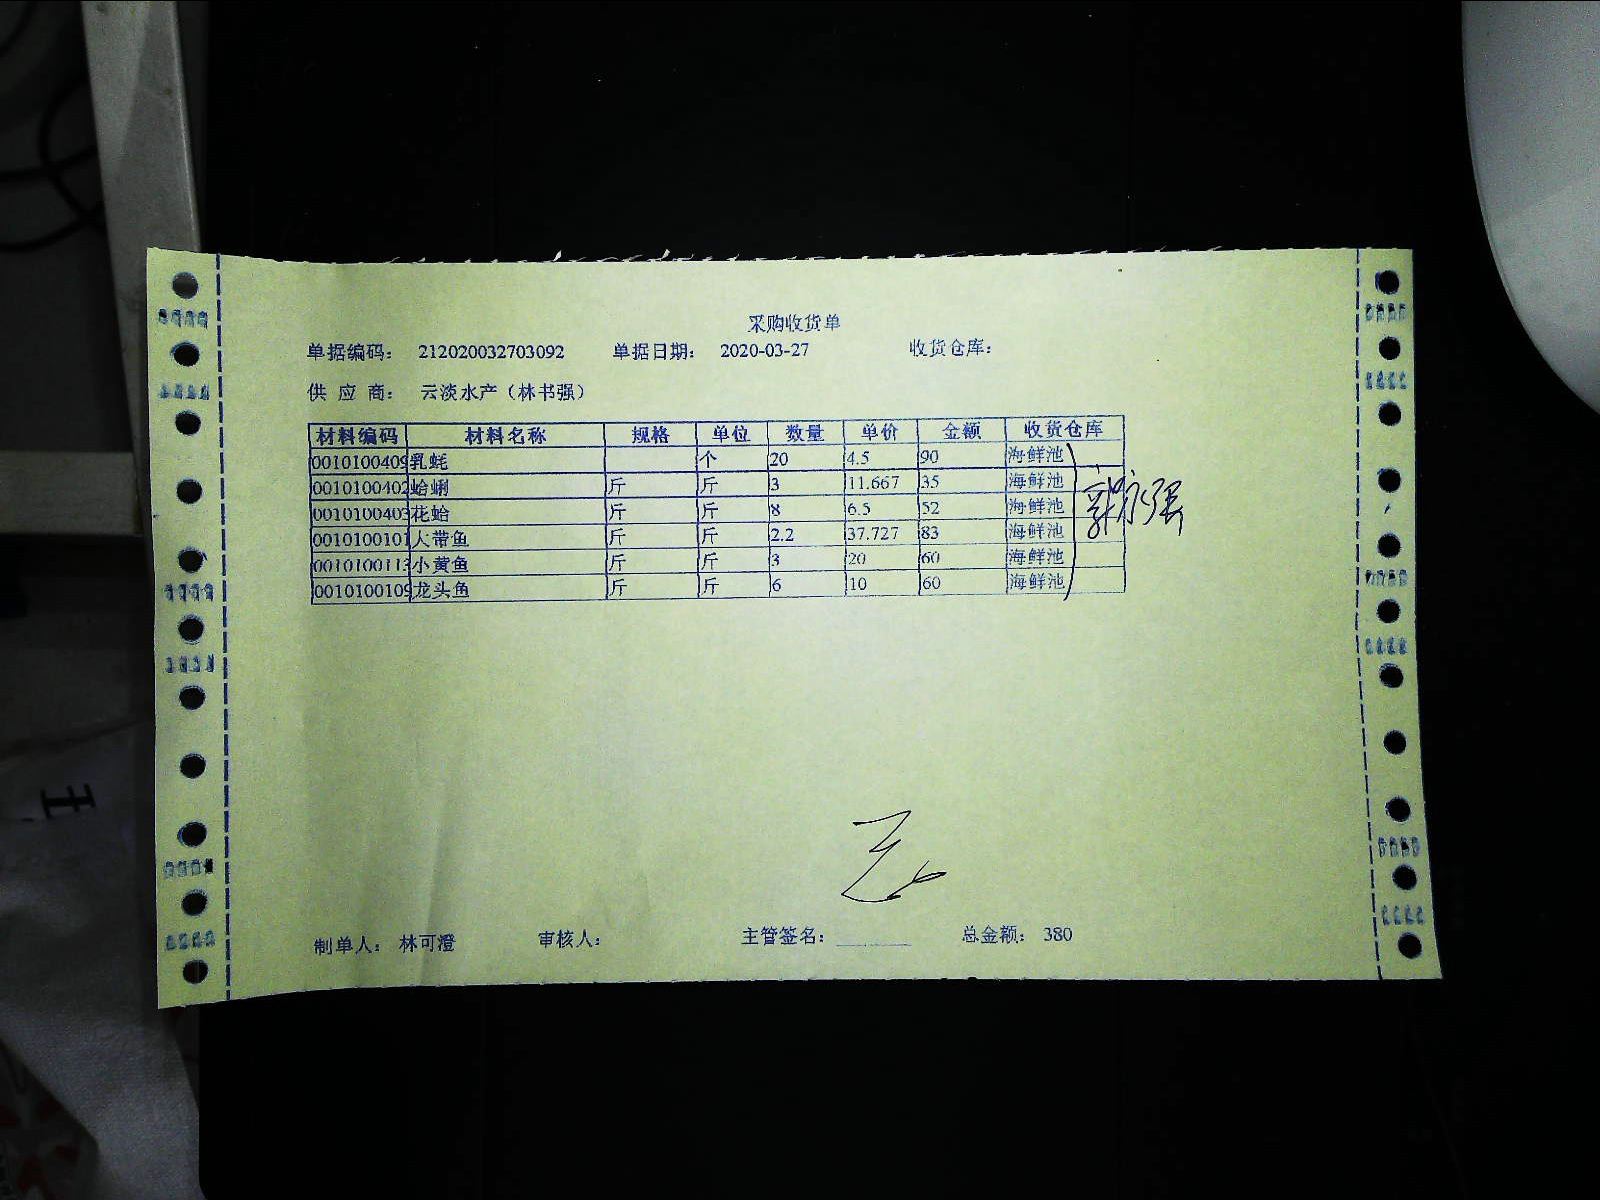 采购收货单
单据编码： 212020032703092 单据日期： 2020-03-27 收货仓库：
供 应 商： 云淡水产（林书强）
材料编码 材料名称 规格 单位 数量 单价 金额 收货仓库
0010100409 乳蚝 个 20 4.5 90 海鲜池
0010100402 蛤蜊 斤 斤 3 11.667 35 海鲜池
0010100403 花蛤 斤 斤 8 6.5 52 海鲜池
0010100101 大带鱼 斤 斤 2.2 37.727 83 海鲜池
0010100113 小黄鱼 斤 斤 3 20 60 海鲜池
0010100109 龙头鱼 斤 斤 6 10 60 海鲜池
制单人： 林可澄 审核人： 主管签名： 总金额： 380